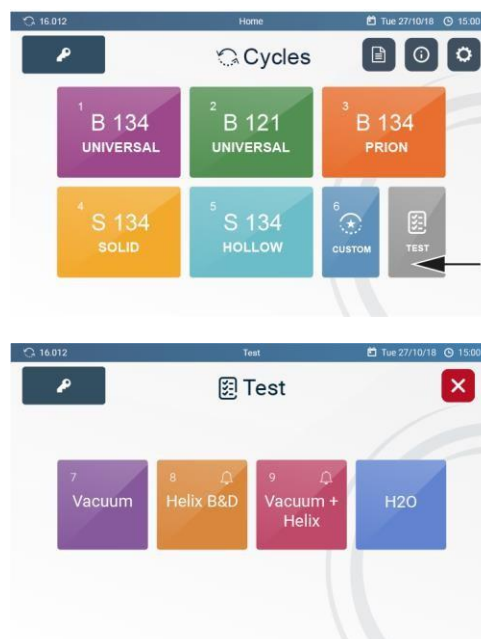 16.012
Home
Tue 27/10/18
15:00
Cycles
1
B 134
UNIVERSAL
2
B 121
UNIVERSAL
3
B 134
PRION
4
S 134
SOLID
5
S 134
HOLLOW
6
CUSTOM
TEST
16.012
Test
Tue 27/10/18
15:00
Test
7
Vacuum
8
Helix B&D
9
Vacuum +
Helix
H2O